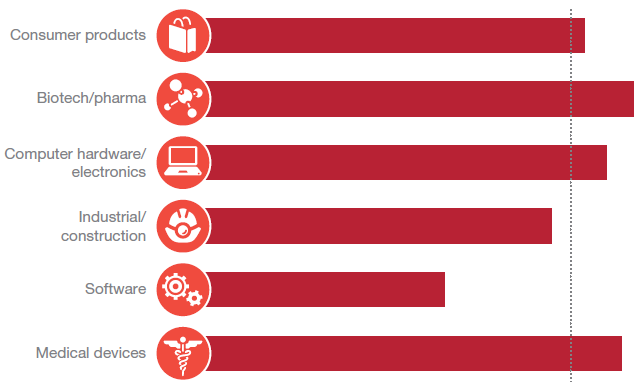 Consumer products
Biotech/pharma
Computer hardware/
electronics
Industrial/
construction
Software
Medical devices